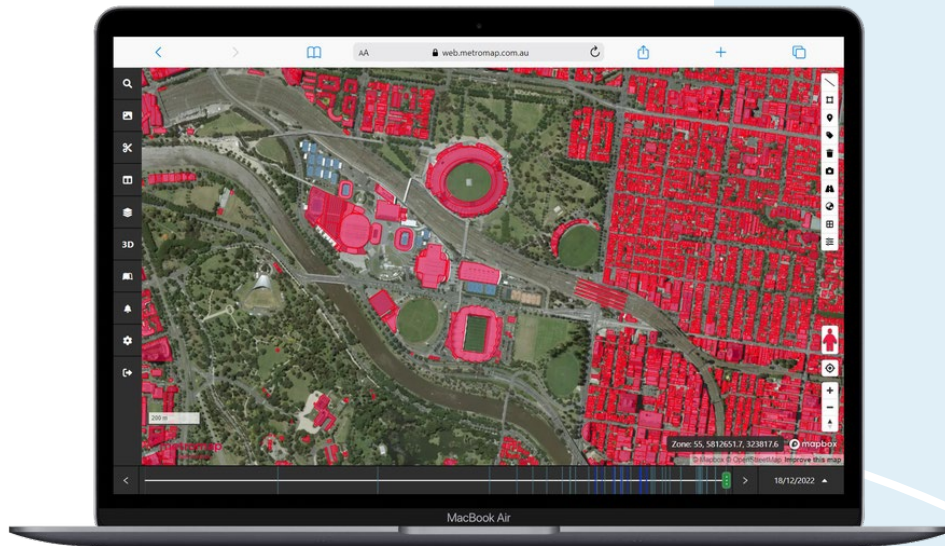 AA web.metromap.com.au
3D
200 m
Zone: 55, 5812651.7, 323817.6
mapbox
© Mapbox © OpenStreetMap Improve this map
18/12/2022
MacBook Air